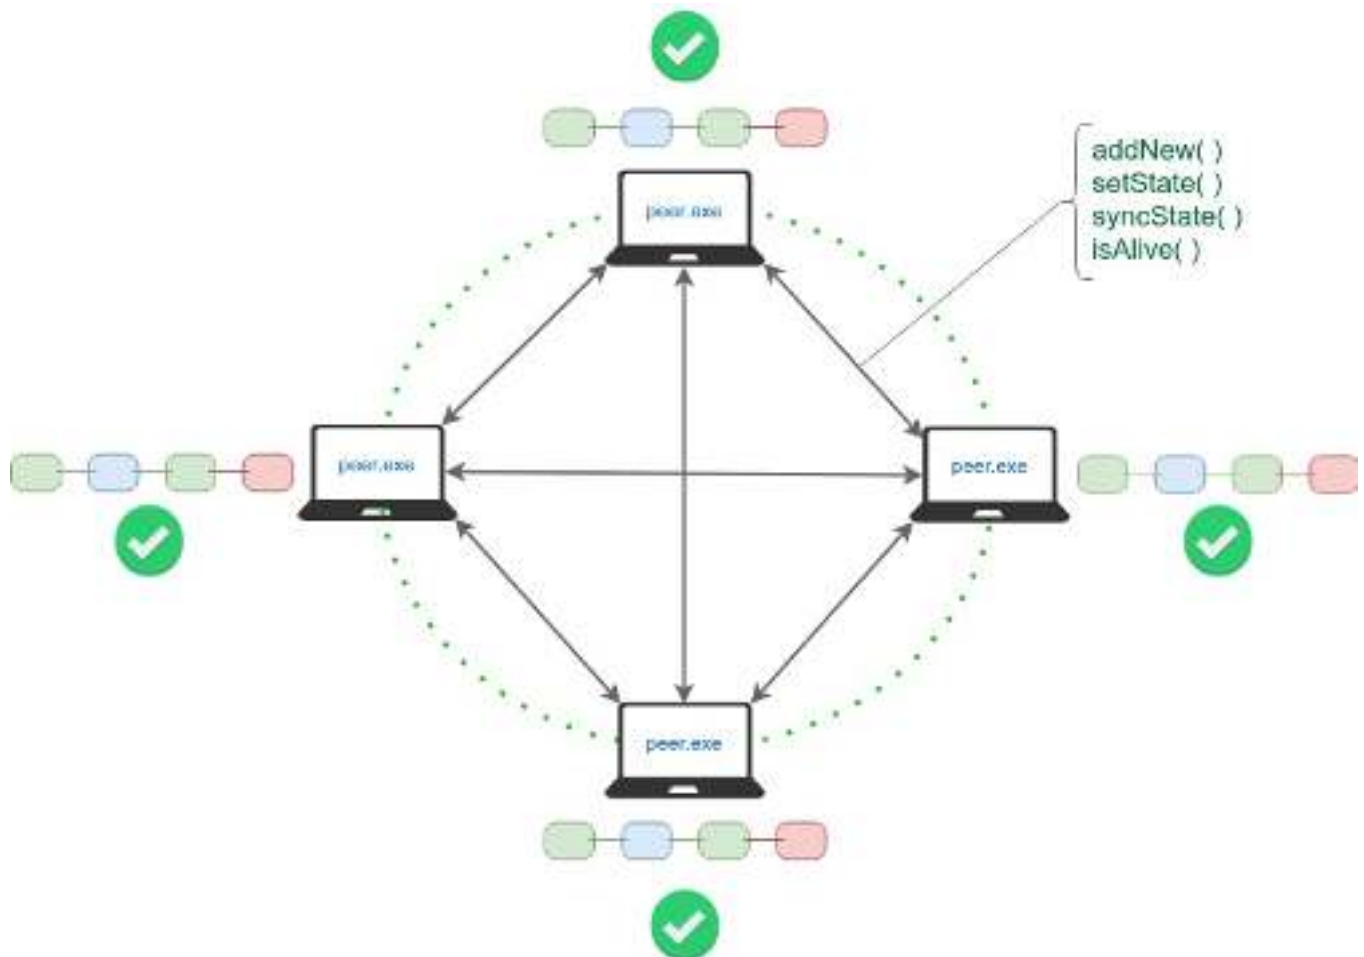 addNew( )
setState( )
syncState( )
isAlive( )
peer.exe
peer.exe
peer.exe
peer.exe